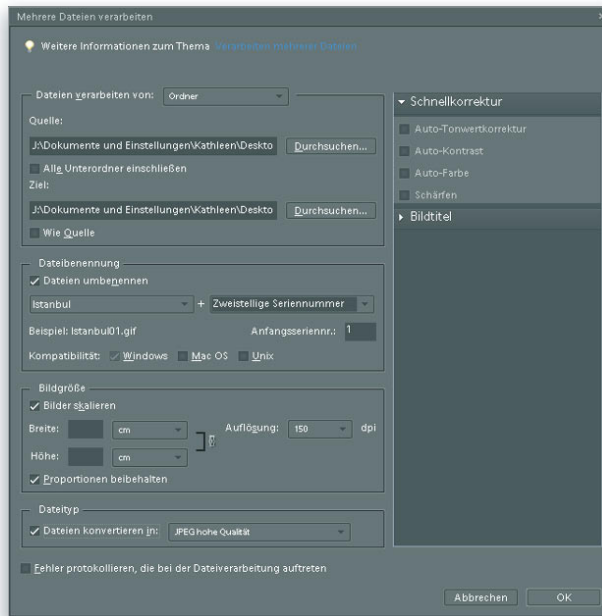 Mehrere Dateien verarbeiten
Weitere Informationen zum Thema Verarbeiten mehrerer Dateien
Dateien verarbeiten von: Ordner
Quelle:
J:\Dokumente und Einstellungen\Kathleen\Deskto Durchsuchen...
Alle Unterordner einschließen
Ziel:
J:\Dokumente und Einstellungen\Kathleen\Deskto Durchsuchen...
Wie Quelle
Dateibenennung
Dateien umbenennen
Istanbul + Zweistellige Seriennummer
Beispiel: Istanbul01.gif Anfangsseriennr.: 1
Kompatibilität: Windows Mac OS Unix
Bildgröße
Bilder skalieren
Breite: cm Auflösung: 150 dpi
Höhe: cm
Proportionen beibehalten
Dateityp
Dateien konvertieren in: JPEG hohe Qualität
Fehler protokollieren, die bei der Dateiverarbeitung auftreten
Schnellkorrektur
Auto-Tonwertkorrektur
Auto-Kontrast
Auto-Farbe
Schärfen
Bildtitel
Abbrechen OK